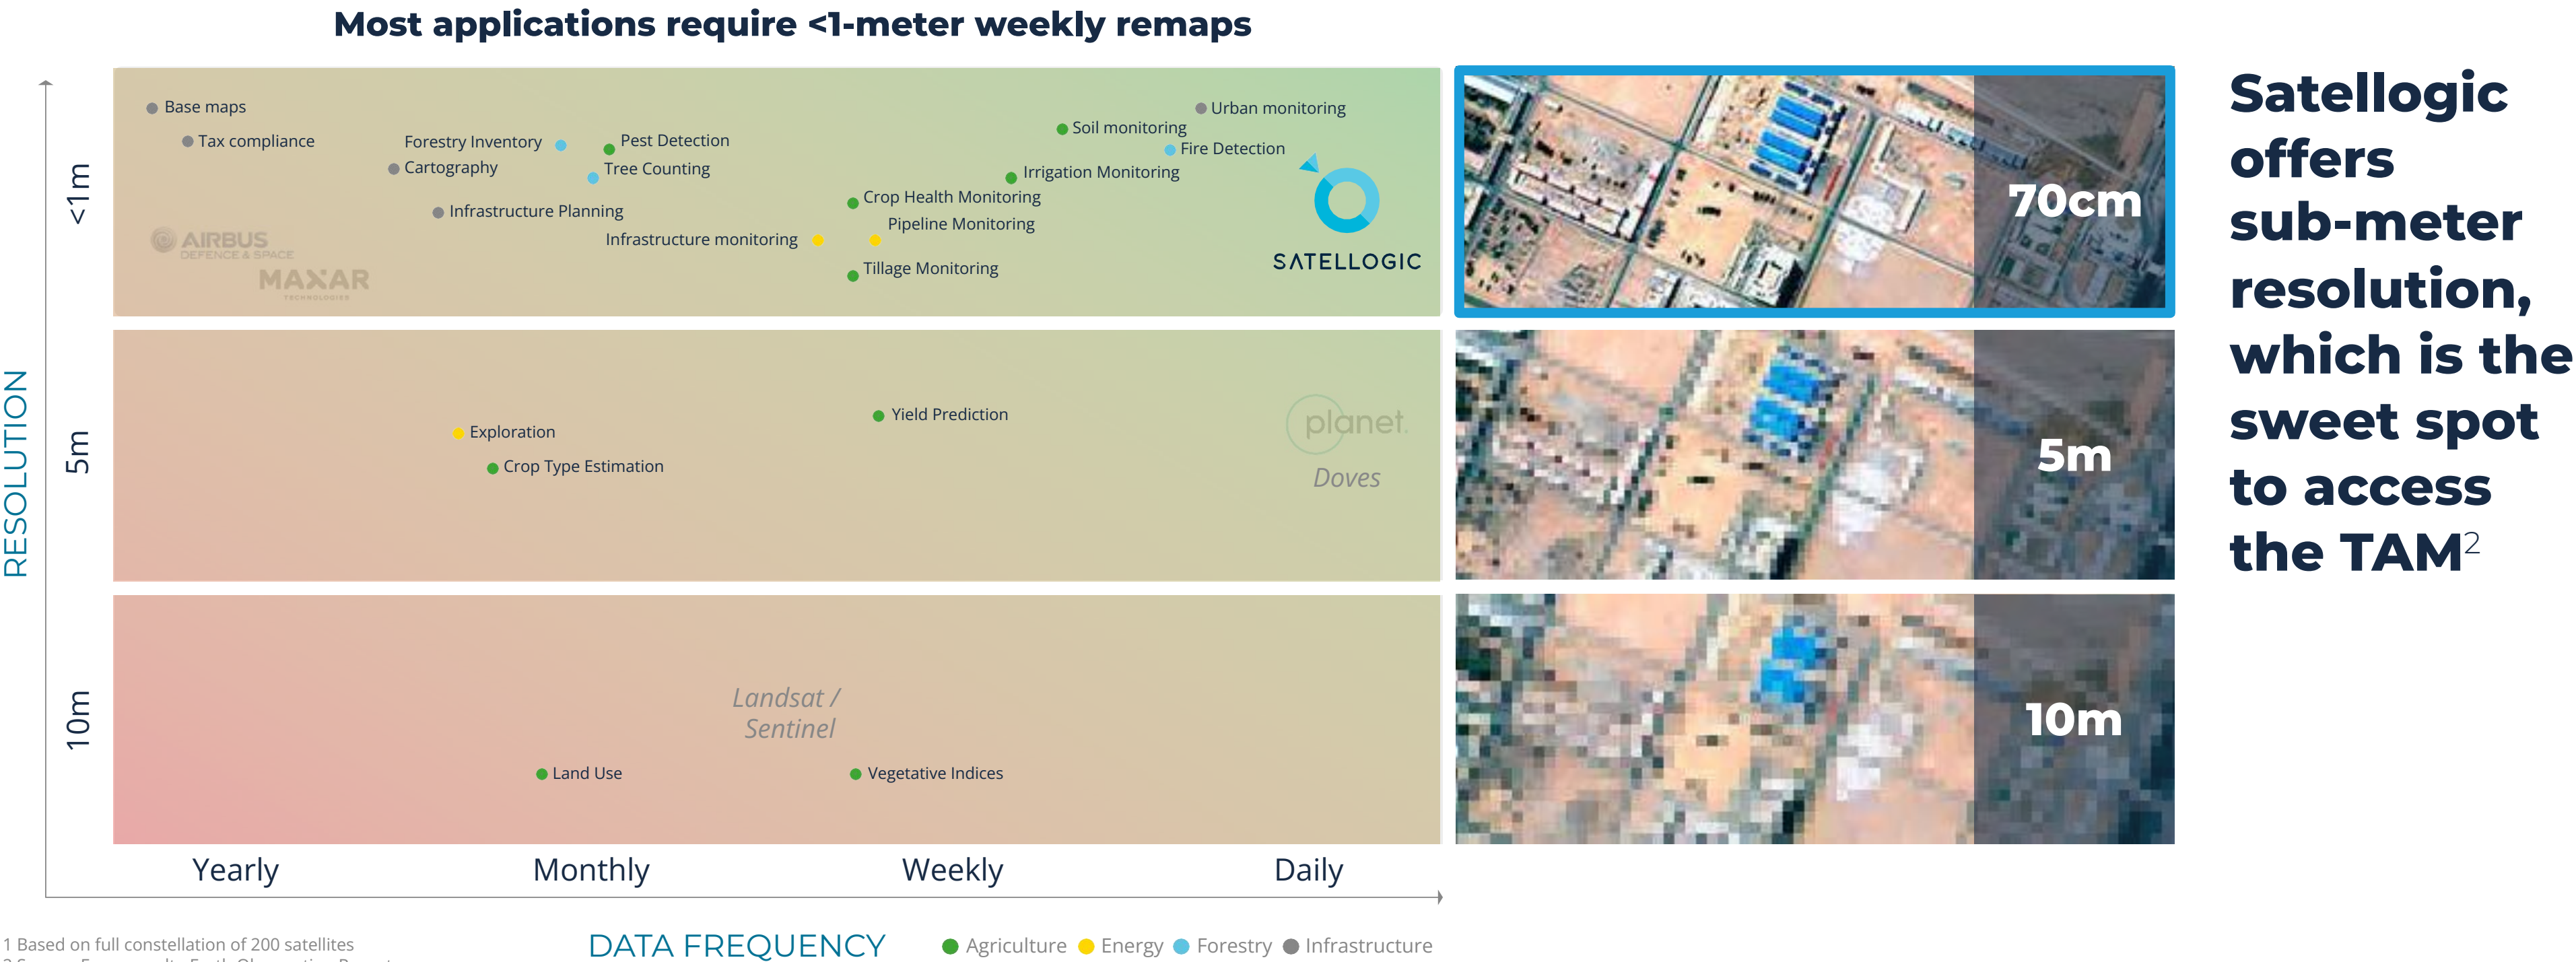 Most applications require <1-meter weekly remaps
RESOLUTION
<1m
Base maps
Tax compliance
Forestry Inventory
Pest Detection
Cartography
Tree Counting
Infrastructure Planning
Infrastructure monitoring
Crop Health Monitoring
Pipeline Monitoring
Tillage Monitoring
Irrigation Monitoring
Soil monitoring
Fire Detection
Urban monitoring
AIRBUS
DEFENCE & SPACE
MAXAR
TECHNOLOGIES
SATELLOGIC
70cm
5m
Exploration
Crop Type Estimation
Yield Prediction
planet.
Doves
5m
10m
Landsat /
Sentinel
Land Use
Vegetative Indices
10m
Yearly
Monthly
Weekly
Daily
DATA FREQUENCY
Agriculture
Energy
Forestry
Infrastructure
1 Based on full constellation of 200 satellites
Satellogic
offers
sub-meter
resolution,
which is the
sweet spot
to access
the TAM2